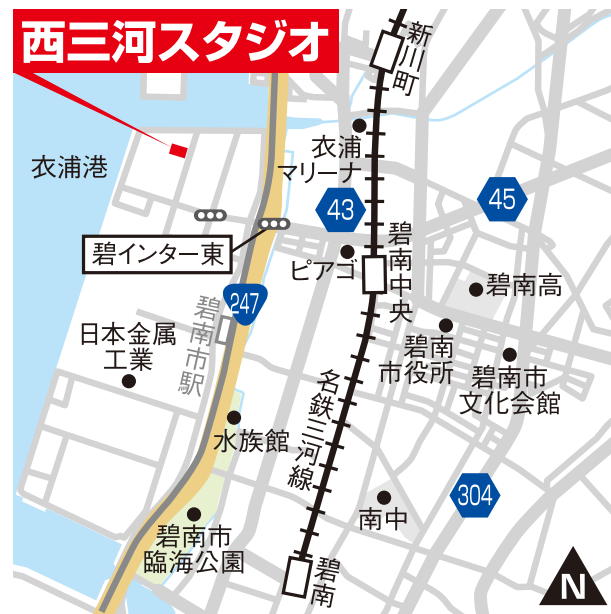 西三河スタジオ
新川町
衣浦
マリーナ
衣浦港
45
43
碧インター東
ピアゴ
碧南中央
碧南高
247
碧南市駅
日本金属
工業
碧南
市役所
碧南市
文化会館
名鉄三河線
水族館
304
南中
碧南市
臨海公園
碧南
N